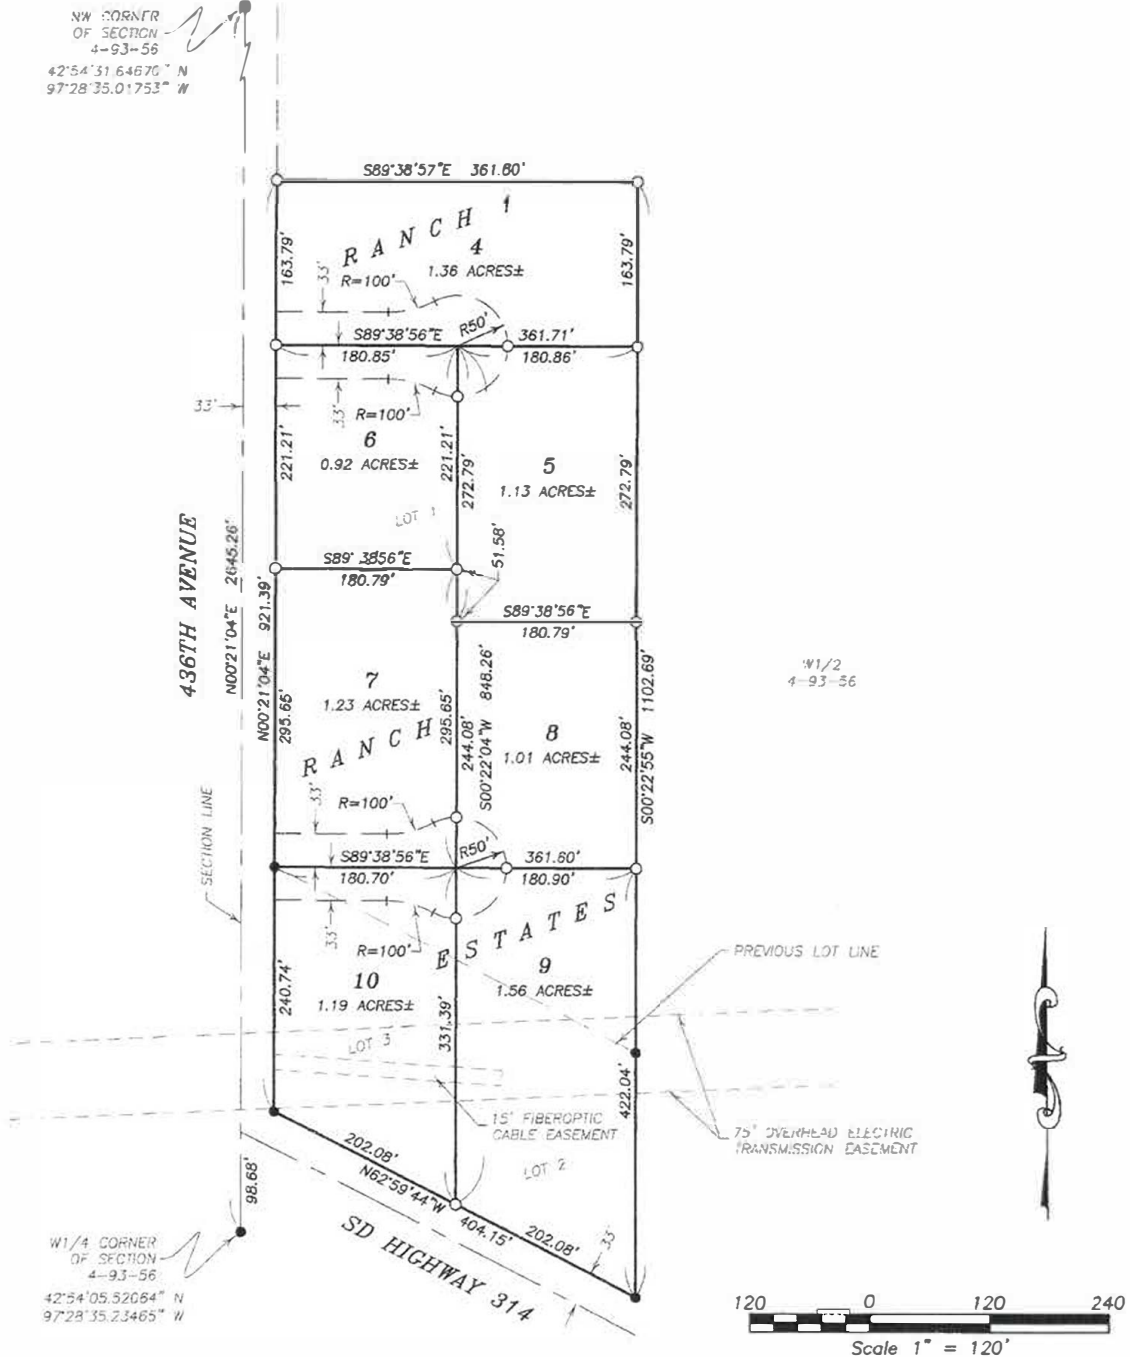 NW CORNER
OF SECTION
4-93-56
42°54'31.64670" N
97°28'35.01753" W
S89°38'57"E 361.80'
163.79'
163.79'
RANCH 1
4
1.36 ACRES±
33'
R=100'
R50'
S89°38'56"E
361.71'
180.85'
180.86'
33'
33'
R=100'
6
0.92 ACRES±
221.21'
221.21'
272.79'
5
1.13 ACRES±
272.79'
LOT 1
51.58'
S89° 3856"E
180.79'
S89°38'56"E
180.79'
436TH AVENUE
N00°21'04"E 2645.26'
N00°21'04"E 921.39'
295.65'
7
1.23 ACRES±
RANCH
295.65'
244.08'
S00°22'04"W 848.26'
8
1.01 ACRES±
244.08'
S00°22'55"W 1102.69'
W1/2
4-93-56
33'
R=100'
R50'
S89°38'56"E
361.60'
180.70'
180.90'
SECTION LINE
33'
R=100'
ESTATES
PREVIOUS LOT LINE
10
1.19 ACRES±
9
1.56 ACRES±
240.74'
331.39'
422.04'
LOT 3
15' FIBEROPTIC
CABLE EASEMENT
75' OVERHEAD ELECTRIC
TRANSMISSION EASEMENT
LOT 2
202.08'
N62°59'44"W
404.15'
202.08'
33'
98.68'
SD HIGHWAY 314
W1/4 CORNER
OF SECTION
4-93-56
42°54'05.52064" N
97°28'35.23465" W
120 0 120 240
Scale 1" = 120'